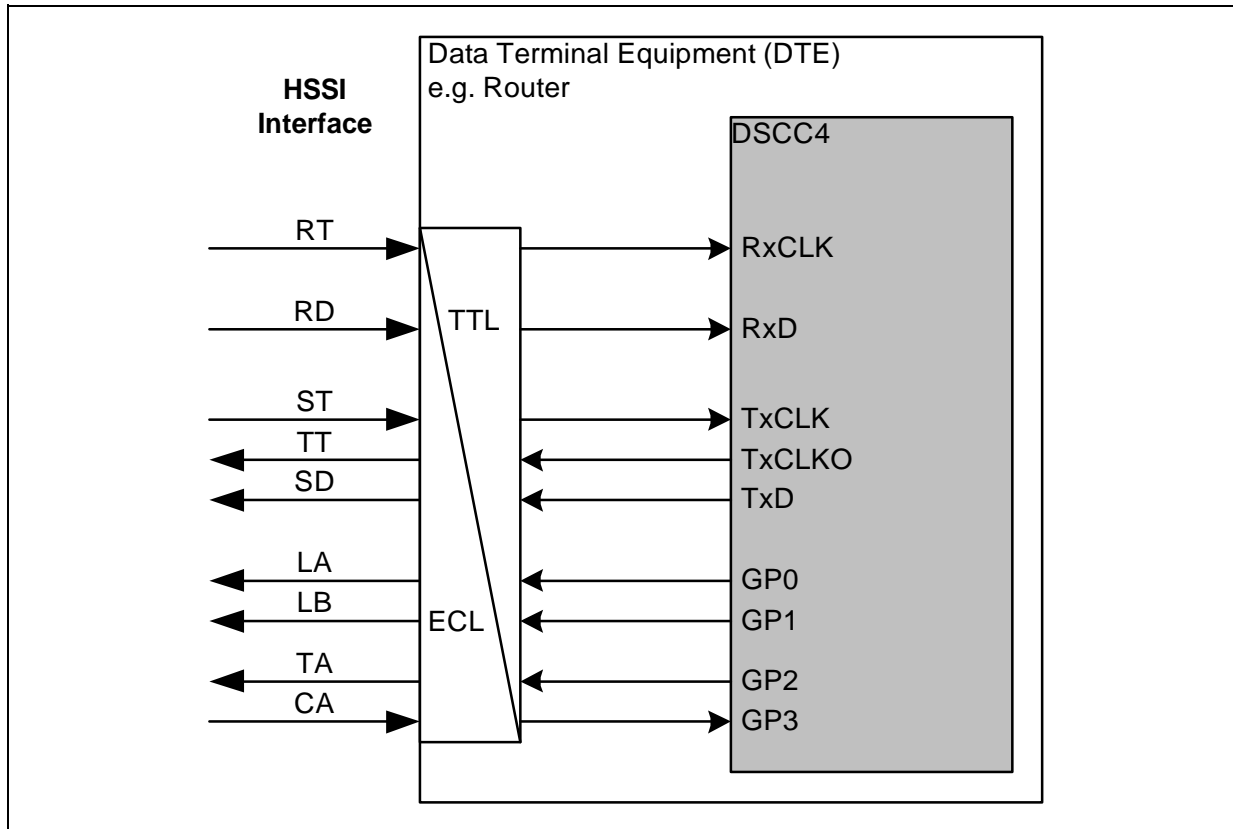 Data Terminal Equipment (DTE)
e.g. Router
HSSI
Interface
DSCC4
RT
RxCLK
RD
TTL
RxD
ST
TxCLK
TT
TxCLKO
SD
TxD
LA
GP0
LB
ECL
GP1
TA
GP2
CA
GP3